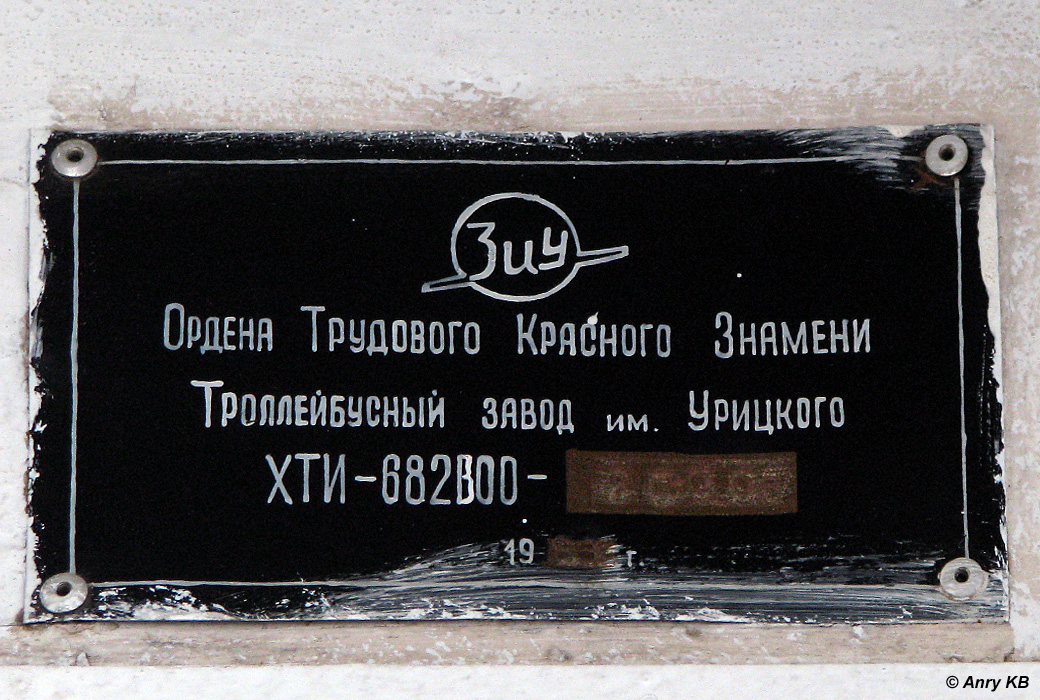 ЗиУ
Ордена Трудового Красного Знамени
Троллейбусный завод им. Урицкого
ХТИ-682В00-
19 г.
© Anry KB